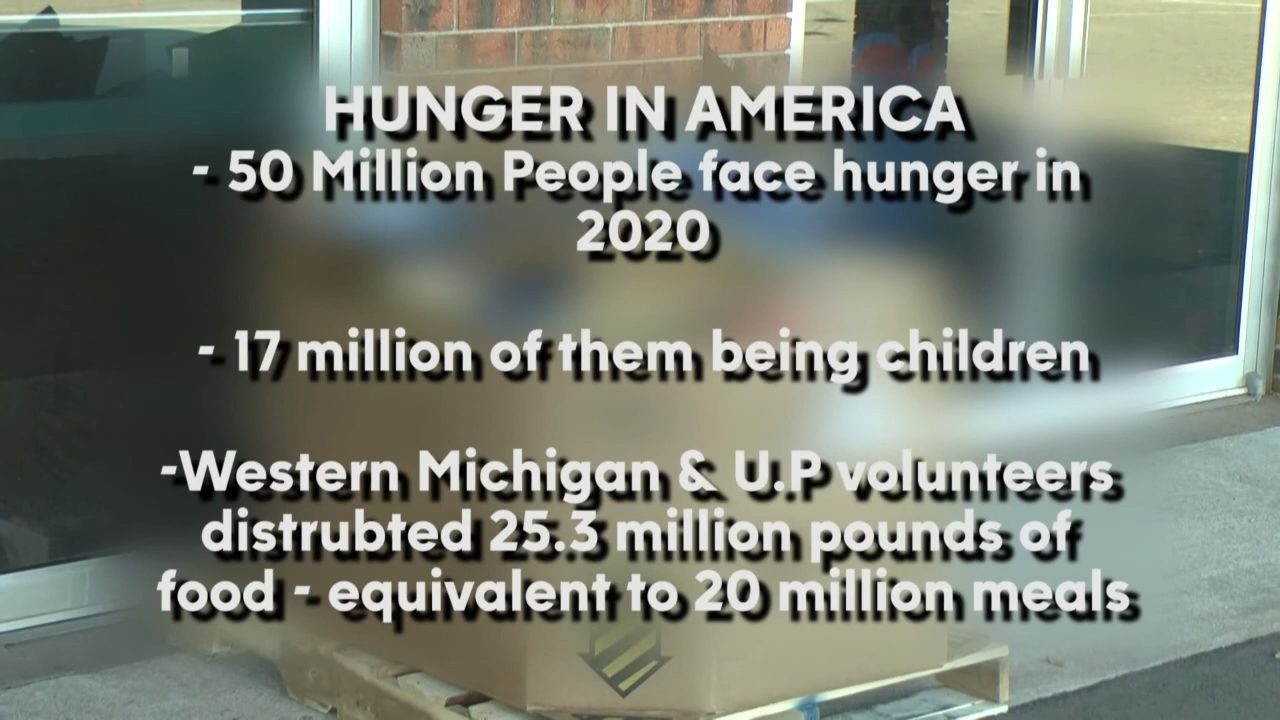 HUNGER IN AMERICA
- 50 Million People face hunger in
2020
- 17 million of them being children
-Western Michigan & U.P volunteers
distrubted 25.3 million pounds of
food - equivalent to 20 million meals